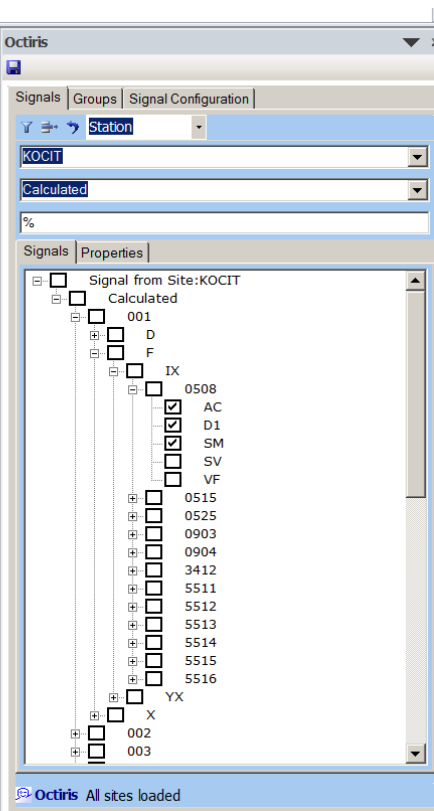 Octiris
Signals Groups Signal Configuration
Station
KOCIT
Calculated
%
Signals Properties
Signal from Site:KOCIT
Calculated
001
D
F
IX
0508
AC
D1
SM
SV
VF
0515
0525
0903
0904
3412
5511
5512
5513
5514
5515
5516
YX
X
002
003
Octiris All sites loaded